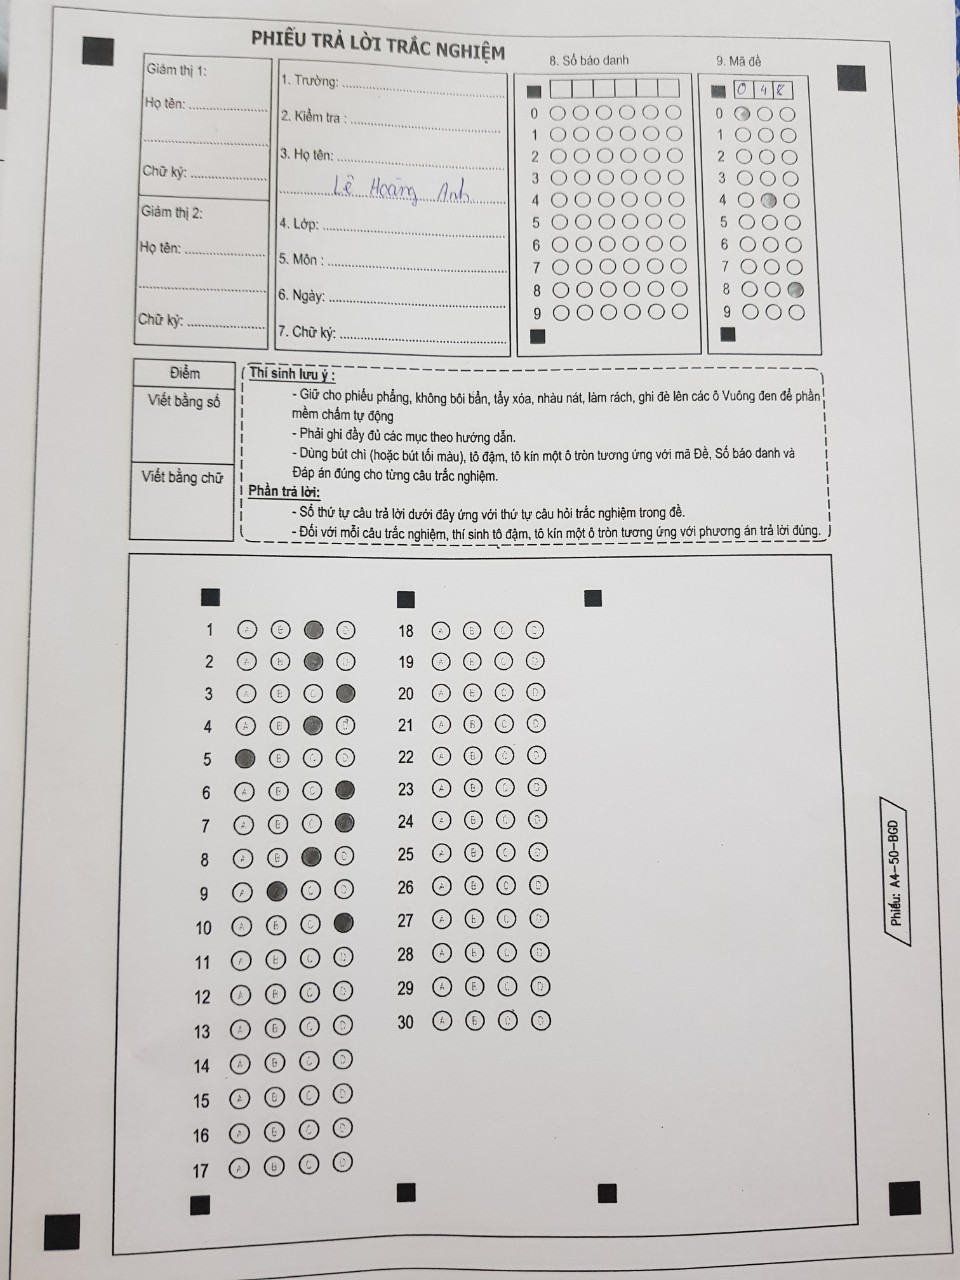 PHIẾU TRẢ LỜI TRẮC NGHIỆM
Giám thị 1:
Họ tên: ....................
Chữ ký: ....................
Giám thị 2:
Họ tên: ....................
Chữ ký: ....................
1. Trường: ....................
2. Kiểm tra : ....................
3. Họ tên: ....................
Lê Hoàng Anh
4. Lớp: ....................
5. Môn : ....................
6. Ngày: ....................
7. Chữ ký: ....................
8. Số báo danh
0
1
2
3
4
5
6
7
8
9
9. Mã đề
0 4 8
0
1
2
3
4
5
6
7
8
9
Điểm
Viết bằng số
Viết bằng chữ
Thí sinh lưu ý :
- Giữ cho phiếu phẳng, không bôi bẩn, tẩy xóa, nhàu nát, làm rách, ghi đè lên các ô Vuông đen để phần
mềm chấm tự động
- Phải ghi đầy đủ các mục theo hướng dẫn.
- Dùng bút chì (hoặc bút tối màu), tô đậm, tô kín một ô tròn tương ứng với mã Đề, Số báo danh và
Đáp án đúng cho từng câu trắc nghiệm.
Phần trả lời:
- Số thứ tự câu trả lời dưới đây ứng với thứ tự câu hỏi trắc nghiệm trong đề.
- Đối với mỗi câu trắc nghiệm, thí sinh tô đậm, tô kín một ô tròn tương ứng với phương án trả lời đúng.
1 A B D
2 A B D
3 A B C
4 A B D
5 B C D
6 A B C
7 A B C
8 A B D
9 A C D
10 A B C
11 A B C D
12 A B C D
13 A B C D
14 A B C D
15 A B C D
16 A B C D
17 A B C D
18 A B C D
19 A B C D
20 A B C D
21 A B C D
22 A B C D
23 A B C D
24 A B C D
25 A B C D
26 A B C D
27 A B C D
28 A B C D
29 A B C D
30 A B C D
Phiếu: A4-50-BGD